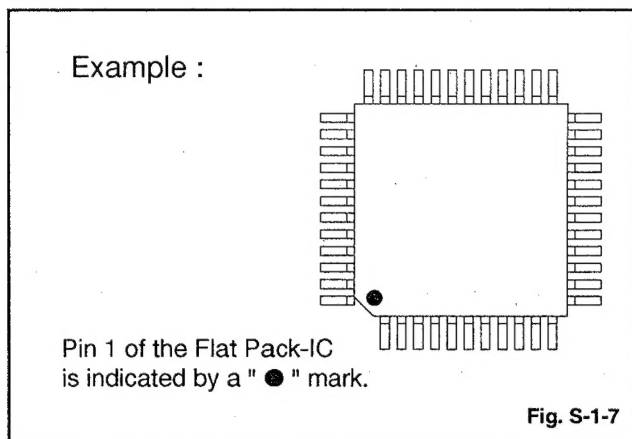 Example :
Pin 1 of the Flat Pack-IC
is indicated by a " ● " mark.
Fig. S-1-7